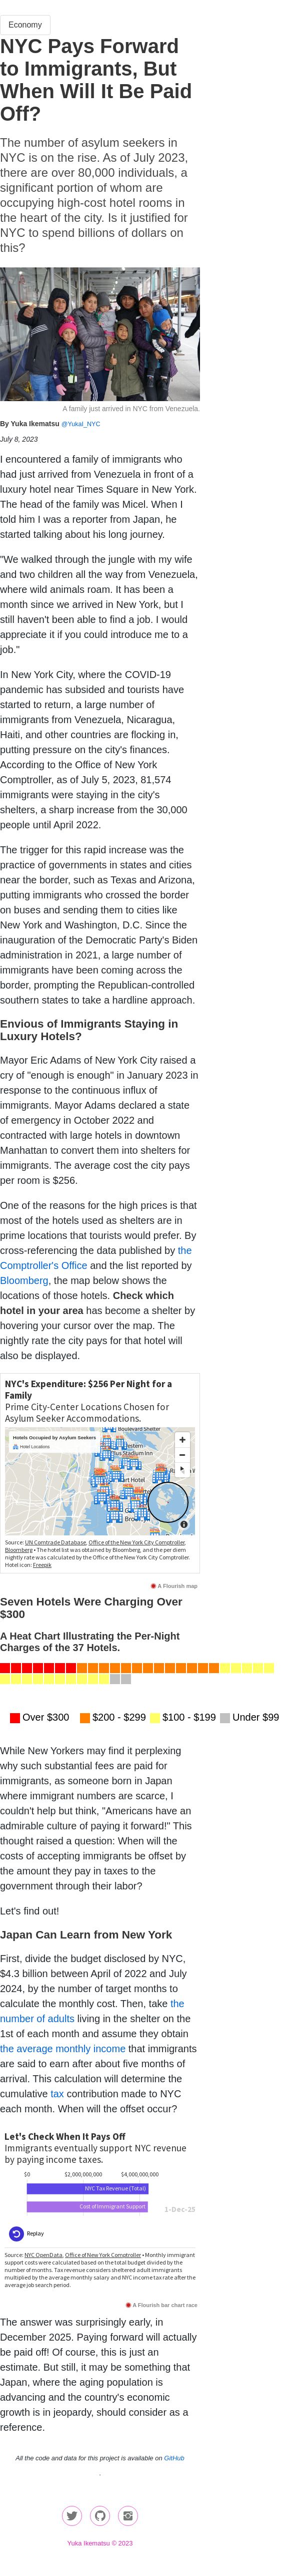 Economy
NYC Pays Forward
to Immigrants, But
When Will It Be Paid
Off?
The number of asylum seekers in
NYC is on the rise. As of July 2023,
there are over 80,000 individuals, a
significant portion of whom are
occupying high-cost hotel rooms in
the heart of the city. Is it justified for
NYC to spend billions of dollars on
this?
A family just arrived in NYC from Venezuela.
By Yuka Ikematsu @YukaI_NYC
July 8, 2023
I encountered a family of immigrants who
had just arrived from Venezuela in front of a
luxury hotel near Times Square in New York.
The head of the family was Micel. When I
told him I was a reporter from Japan, he
started talking about his long journey.
"We walked through the jungle with my wife
and two children all the way from Venezuela,
where wild animals roam. It has been a
month since we arrived in New York, but I
still haven't been able to find a job. I would
appreciate it if you could introduce me to a
job."
In New York City, where the COVID-19
pandemic has subsided and tourists have
started to return, a large number of
immigrants from Venezuela, Nicaragua,
Haiti, and other countries are flocking in,
putting pressure on the city's finances.
According to the Office of New York
Comptroller, as of July 5, 2023, 81,574
immigrants were staying in the city's
shelters, a sharp increase from the 30,000
people until April 2022.
The trigger for this rapid increase was the
practice of governments in states and cities
near the border, such as Texas and Arizona,
putting immigrants who crossed the border
on buses and sending them to cities like
New York and Washington, D.C. Since the
inauguration of the Democratic Party's Biden
administration in 2021, a large number of
immigrants have been coming across the
border, prompting the Republican-controlled
southern states to take a hardline approach.
Envious of Immigrants Staying in
Luxury Hotels?
Mayor Eric Adams of New York City raised a
cry of "enough is enough" in January 2023 in
response to the continuous influx of
immigrants. Mayor Adams declared a state
of emergency in October 2022 and
contracted with large hotels in downtown
Manhattan to convert them into shelters for
immigrants. The average cost the city pays
per room is $256.
One of the reasons for the high prices is that
most of the hotels used as shelters are in
prime locations that tourists would prefer. By
cross-referencing the data published by the
Comptroller's Office and the list reported by
Bloomberg, the map below shows the
locations of those hotels. Check which
hotel in your area has become a shelter by
hovering your cursor over the map. The
nightly rate the city pays for that hotel will
also be displayed.
NYC's Expenditure: $256 Per Night for a
Family
Prime City-Center Locations Chosen for
Asylum Seeker Accommodations.
Hotels Occupied by Asylum Seekers
Hotel Locations
Source: UN Comtrade Database, Office of the New York City Comptroller,
Bloomberg • The hotel list was obtained by Bloomberg, and the per diem
nightly rate was calculated by the Office of the New York City Comptroller.
Hotel icon: Freepik
A Flourish map
Seven Hotels Were Charging Over
$300
A Heat Chart Illustrating the Per-Night
Charges of the 37 Hotels.
Over $300 $200 - $299 $100 - $199 Under $99
While New Yorkers may find it perplexing
why such substantial fees are paid for
immigrants, as someone born in Japan
where immigrant numbers are scarce, I
couldn't help but think, "Americans have an
admirable culture of paying it forward!" This
thought raised a question: When will the
costs of accepting immigrants be offset by
the amount they pay in taxes to the
government through their labor?
Let's find out!
Japan Can Learn from New York
First, divide the budget disclosed by NYC,
$4.3 billion between April of 2022 and July
2024, by the number of target months to
calculate the monthly cost. Then, take the
number of adults living in the shelter on the
1st of each month and assume they obtain
the average monthly income that immigrants
are said to earn after about five months of
arrival. This calculation will determine the
cumulative tax contribution made to NYC
each month. When will the offset occur?
Let's Check When It Pays Off
Immigrants eventually support NYC revenue
by paying income taxes.
$0 $2,000,000,000 $4,000,000,000
NYC Tax Revenue (Total)
Cost of Immigrant Support
1-Dec-25
Replay
Source: NYC OpenData, Office of New York Comptroller • Monthly immigrant
support costs were calculated based on the total budget divided by the
number of months. Tax revenue considers sheltered adult immigrants
multiplied by the average monthly salary and NYC income tax rate after the
average job search period.
A Flourish bar chart race
The answer was surprisingly early, in
December 2025. Paying forward will actually
be paid off! Of course, this is just an
estimate. But still, it may be something that
Japan, where the aging population is
advancing and the country's economic
growth is in jeopardy, should consider as a
reference.
All the code and data for this project is available on GitHub
.
Yuka Ikematsu © 2023